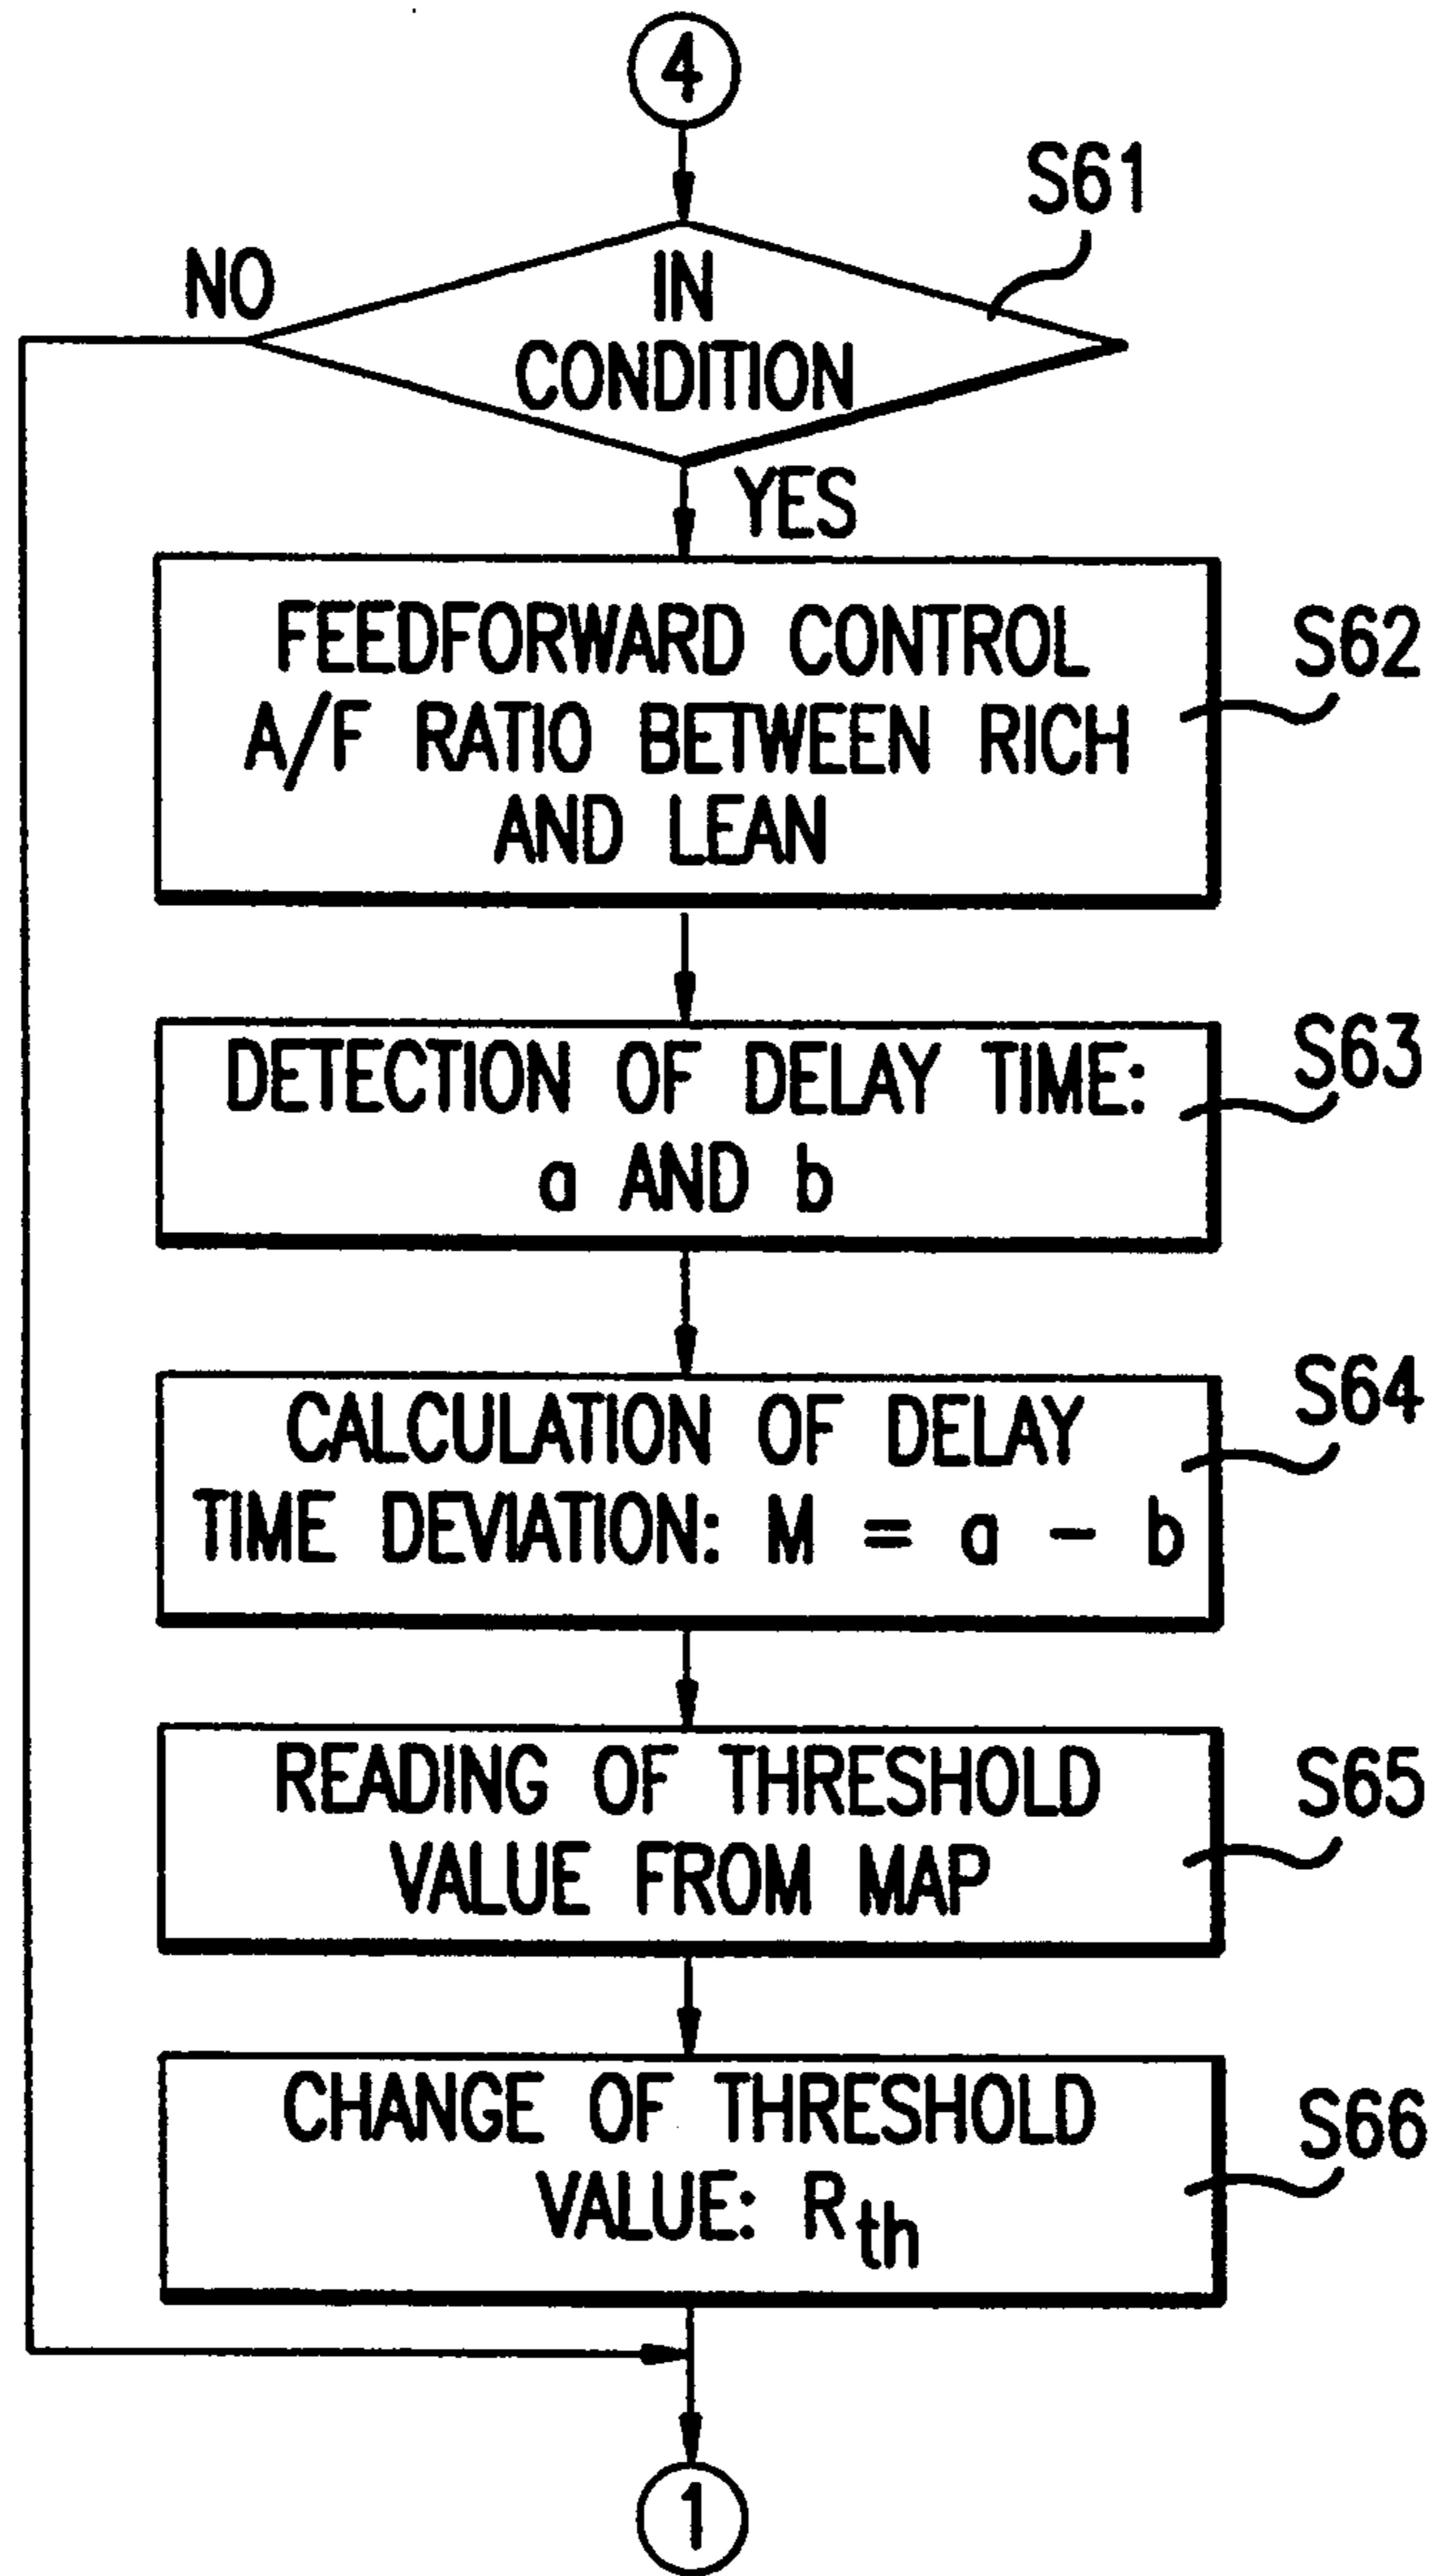 4
S61
NO
IN
CONDITION
YES
FEEDFORWARD CONTROL
A/F RATIO BETWEEN RICH
AND LEAN
S62
DETECTION OF DELAY TIME:
a AND b
S63
CALCULATION OF DELAY
TIME DEVIATION: M = a - b
S64
READING OF THRESHOLD
VALUE FROM MAP
S65
CHANGE OF THRESHOLD
VALUE: Rth
S66
1